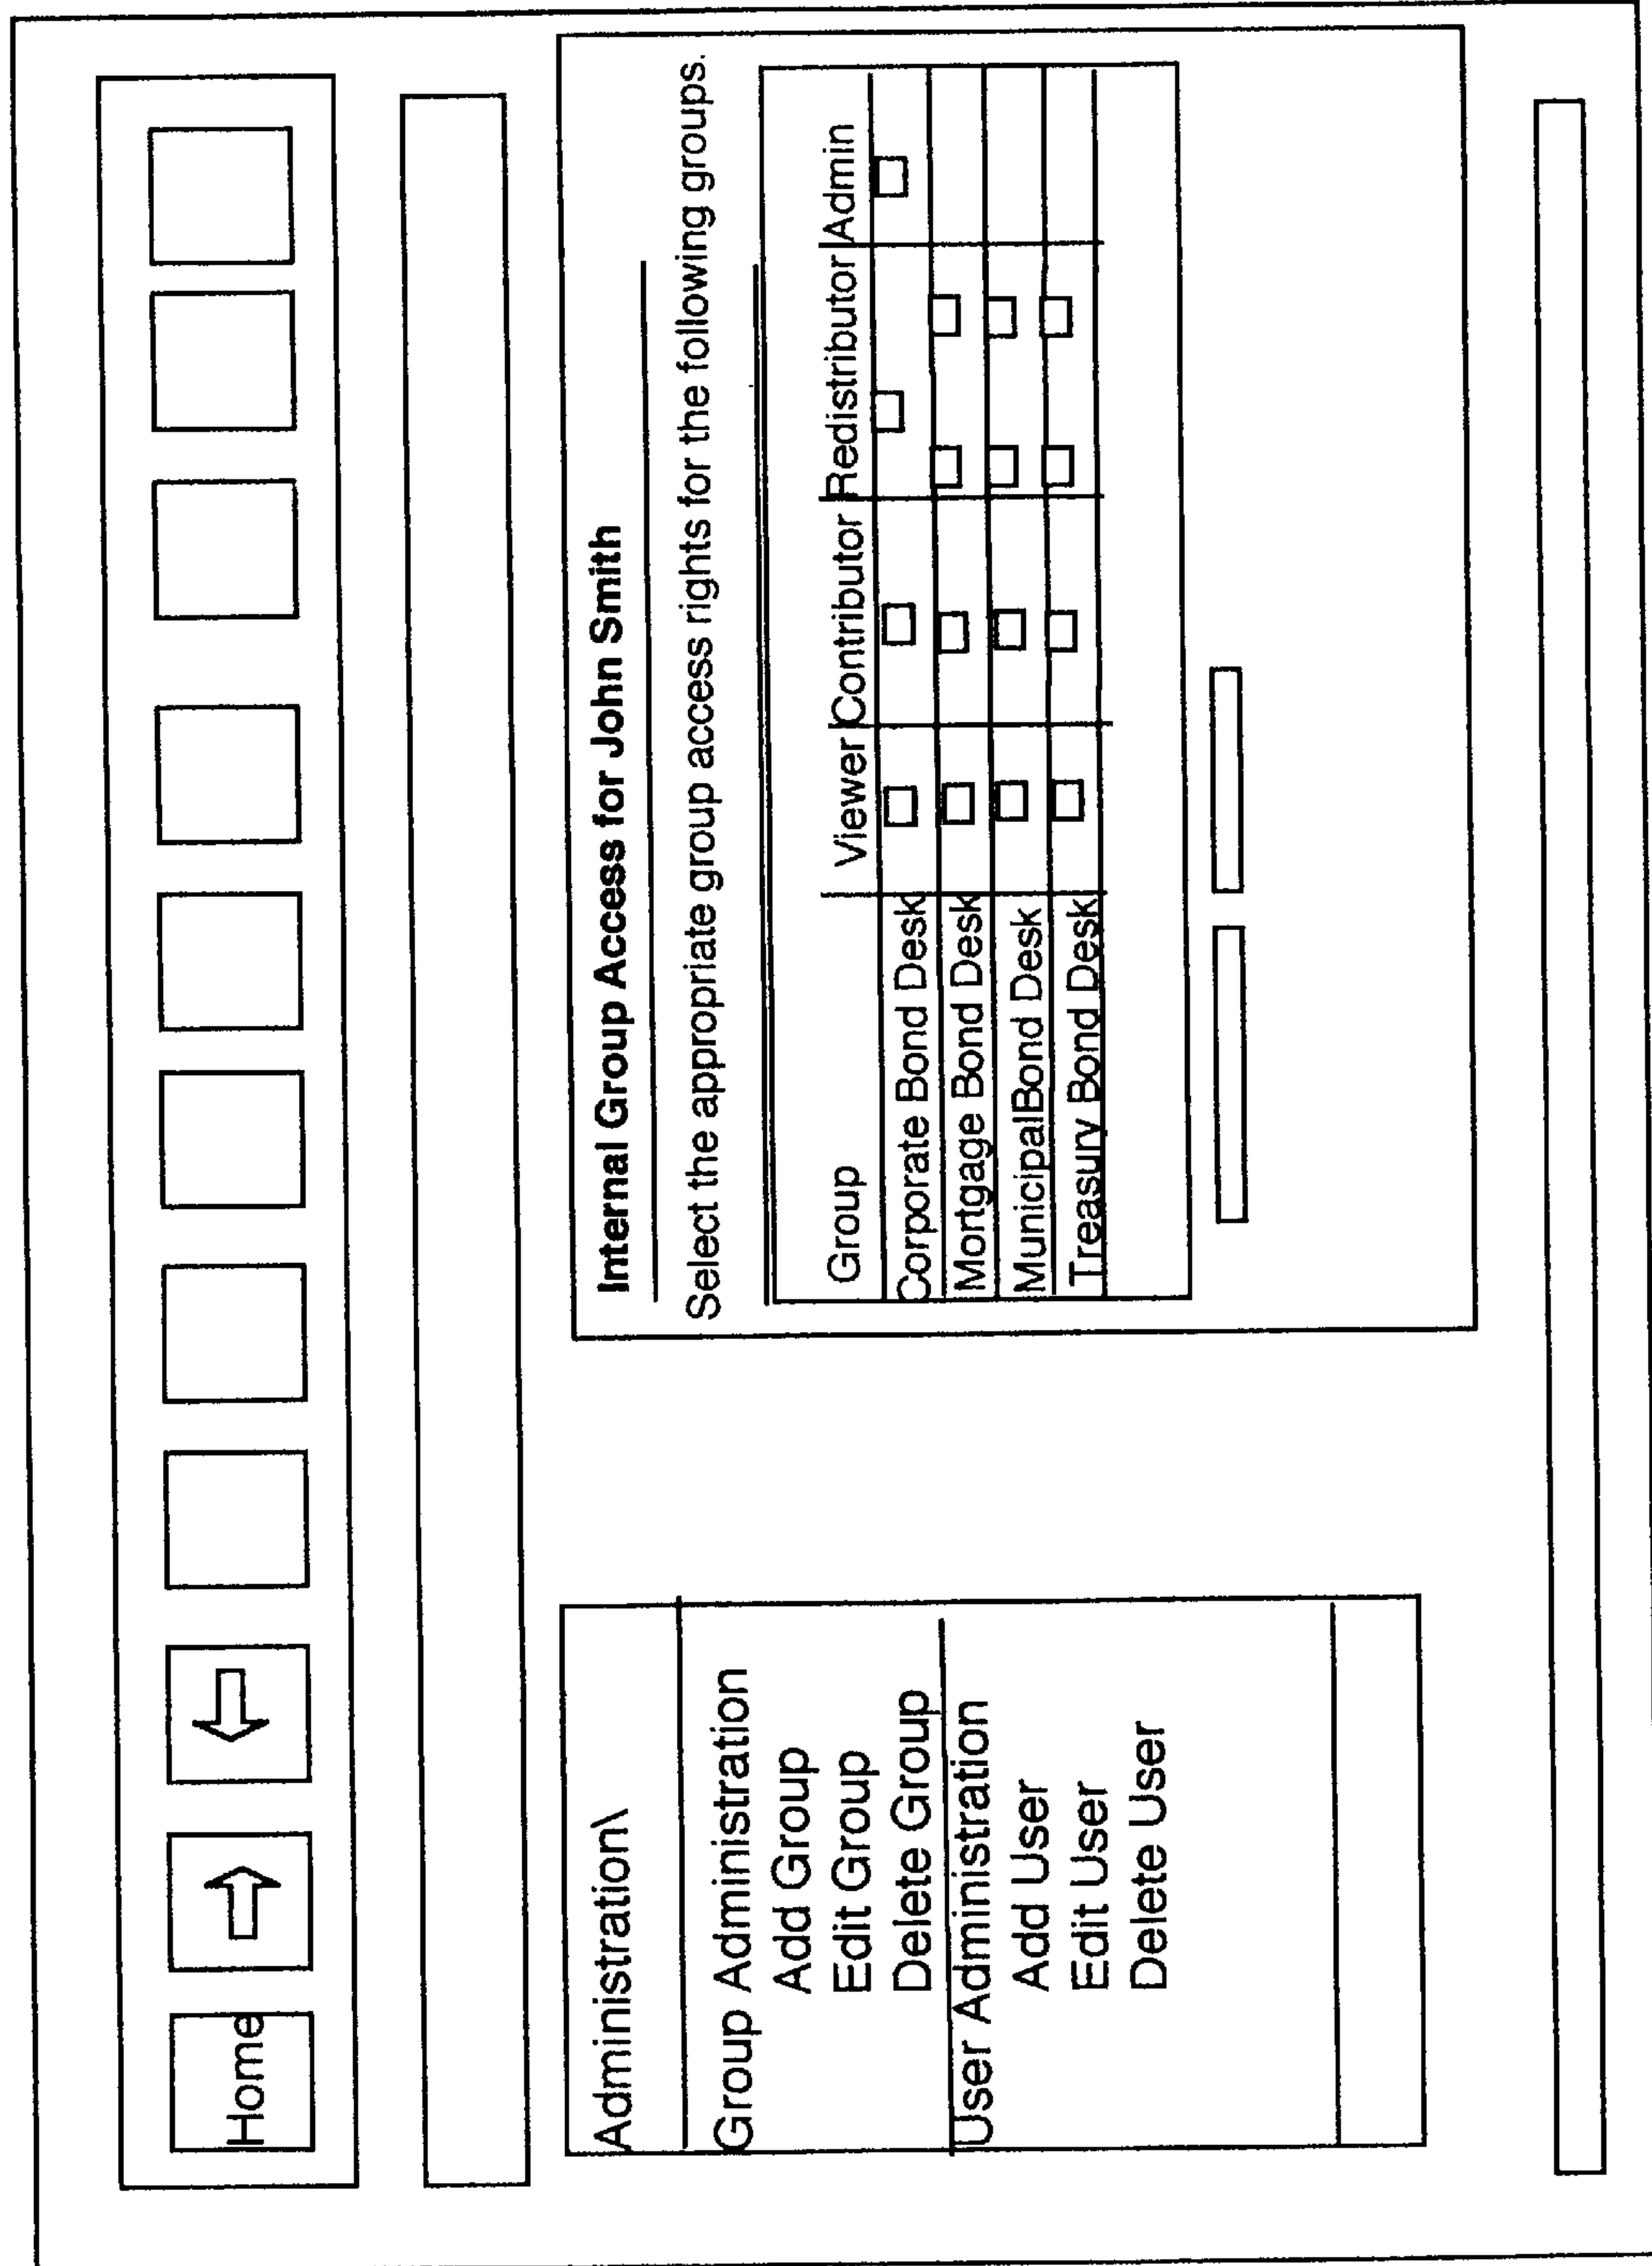 Home
Administration\
Group Administration
Add Group
Edit Group
Delete Group
User Administration
Add User
Edit User
Delete User
Internal Group Access for John Smith
Select the appropriate group access rights for the following groups.
Group Viewer Contributor Redistributor Admin
Corporate Bond Desk
Mortgage Bond Desk
MunicipalBond Desk
Treasury Bond Desk